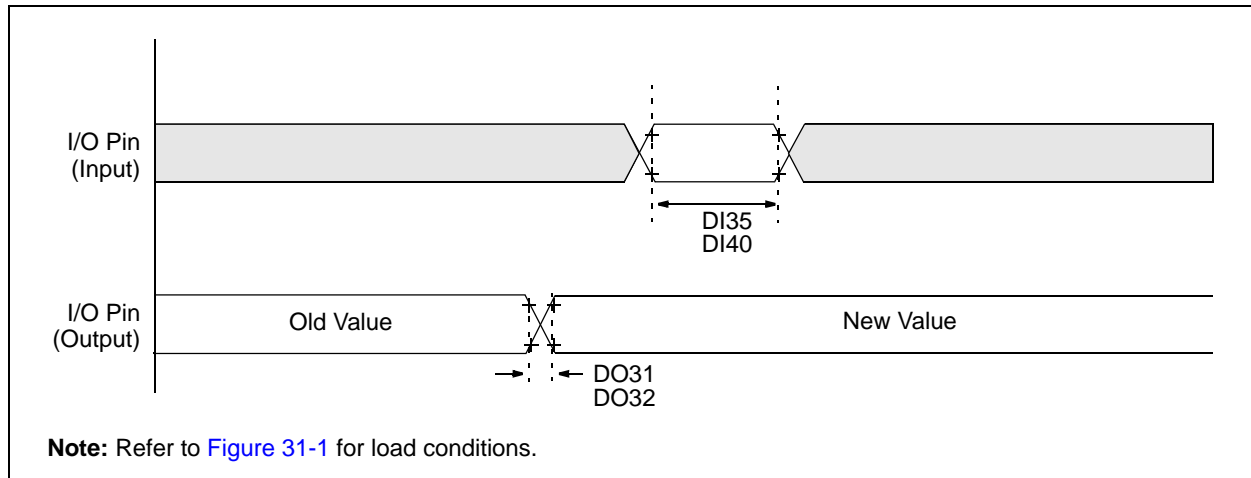 I/O Pin
(Input)
DI35
DI40
I/O Pin
(Output)
Old Value
New Value
DO31
DO32
Note: Refer to Figure 31-1 for load conditions.